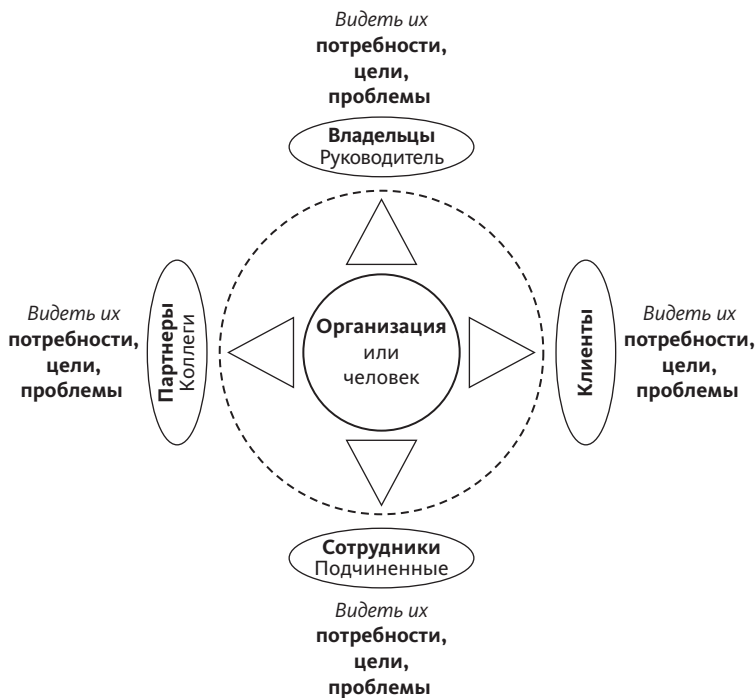 Видеть их
потребности,
цели,
проблемы
Владельцы
Руководитель
Видеть их
потребности,
цели,
проблемы
Партнеры
Коллеги
Организация
или
человек
Клиенты
Видеть их
потребности,
цели,
проблемы
Сотрудники
Подчиненные
Видеть их
потребности,
цели,
проблемы